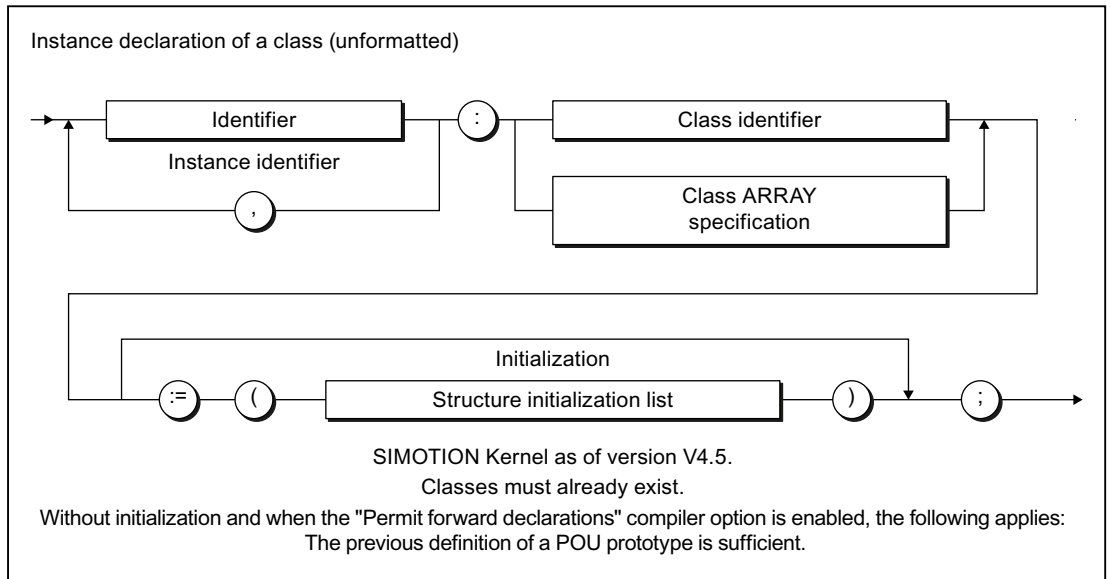 Instance declaration of a class (unformatted)
Identifier
:
Class identifier
Instance identifier
,
Class ARRAY
specification
Initialization
:=
(
Structure initialization list
)
;
SIMOTION Kernel as of version V4.5.
Classes must already exist.
Without initialization and when the "Permit forward declarations" compiler option is enabled, the following applies:
The previous definition of a POU prototype is sufficient.